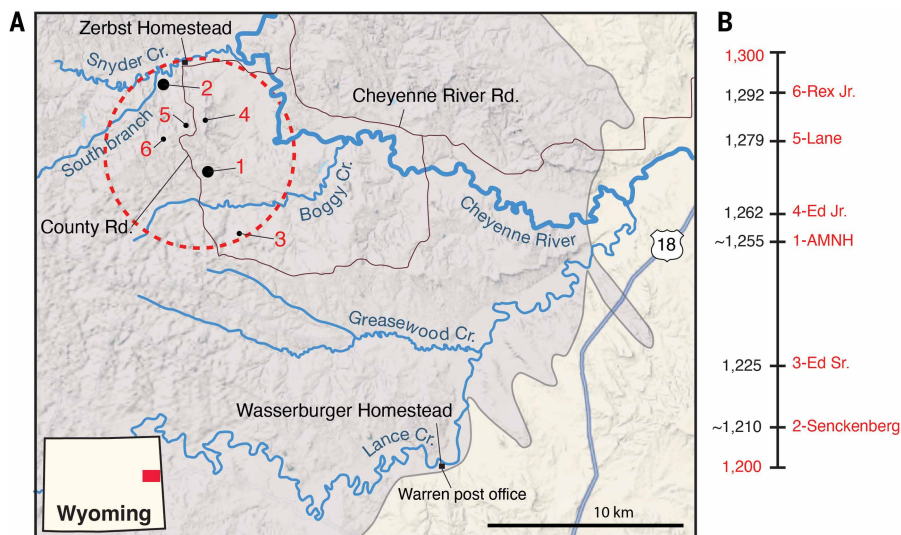 A
Zerbst Homestead
Snyder Cr.
2
Cheyenne River Rd.
5
4
South branch
6
1
County Rd.
Boggy Cr.
Cheyenne River
3
18
Greasewood Cr.
Wasserburger Homestead
Lance Cr.
Warren post office
Wyoming
10 km
B
1,300
1,292 6-Rex Jr.
1,279 5-Lane
1,262 4-Ed Jr.
~1,255 1-AMNH
1,225 3-Ed Sr.
~1,210 2-Senckenberg
1,200